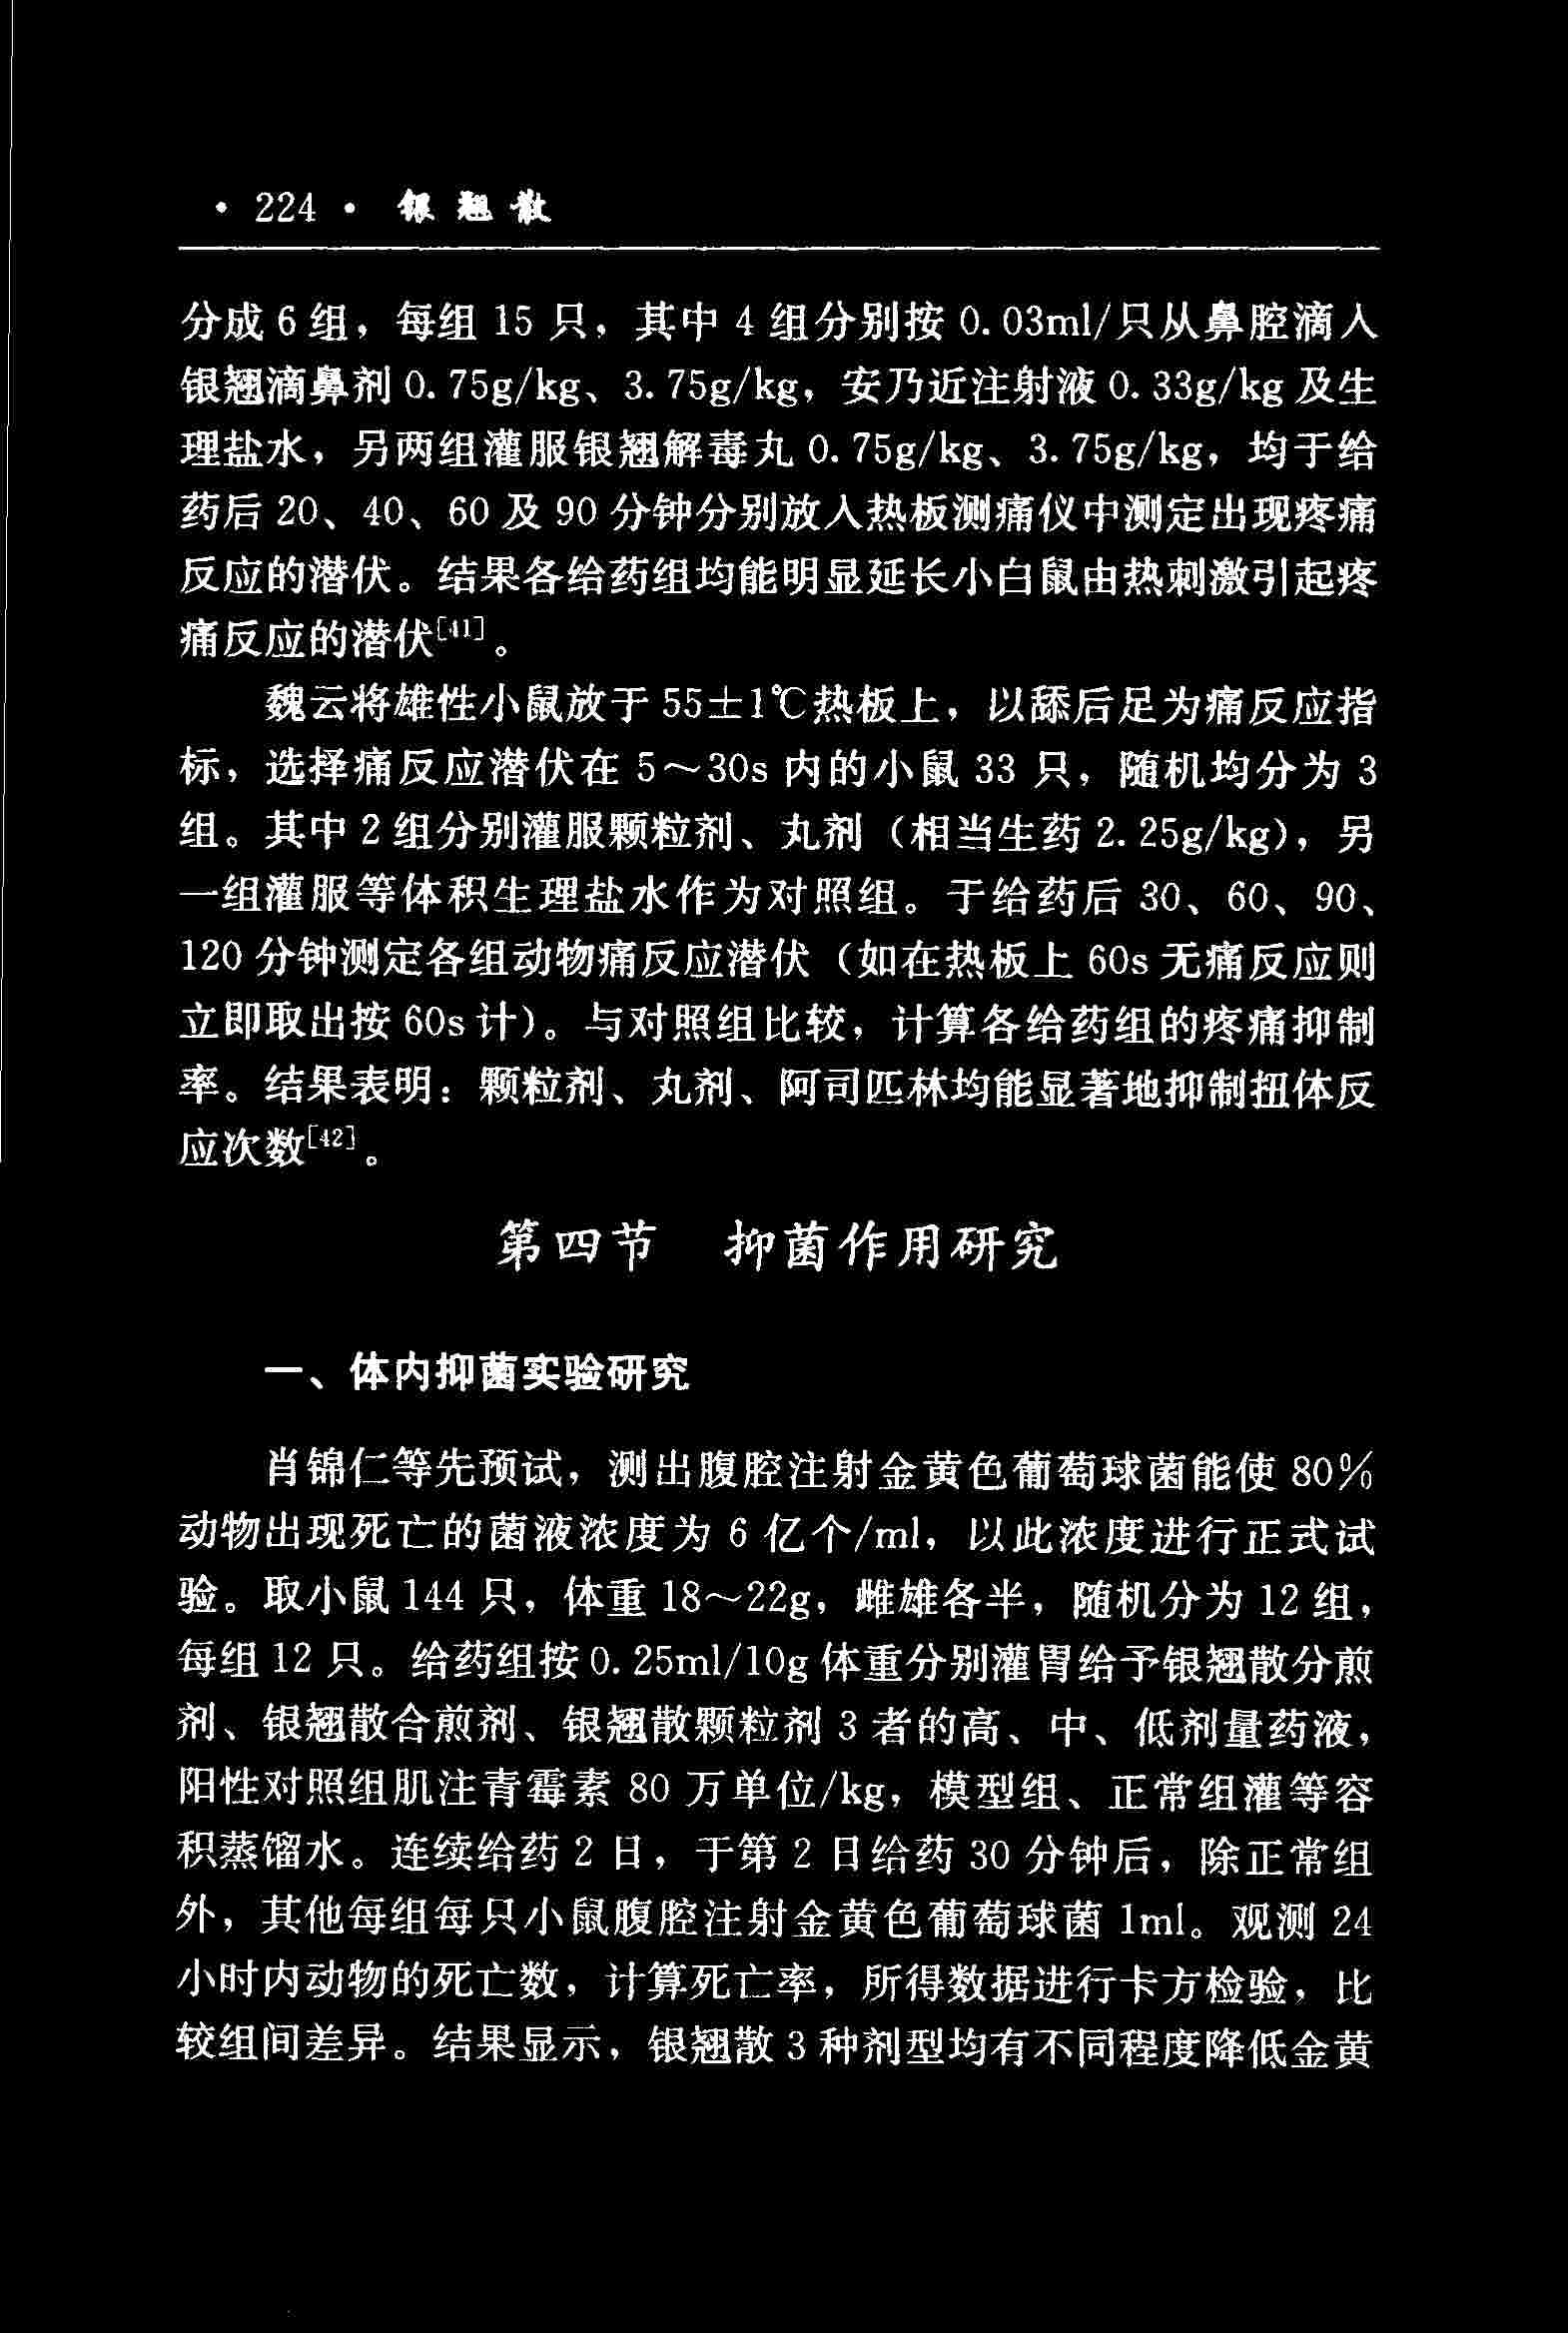 · 224 · 银翘散
分成 6 组，每组 15 只，其中 4 组分别按 0.03ml/只从鼻腔滴入
银翘滴鼻剂 0.75g/kg、3.75g/kg，安乃近注射液 0.33g/kg 及生
理盐水，另两组灌服银翘解毒丸 0.75g/kg、3.75g/kg，均于给
药后 20、40、60 及 90 分钟分别放入热板测痛仪中测定出现疼痛
反应的潜伏。结果各给药组均能明显延长小白鼠由热刺激引起疼
痛反应的潜伏[41]。
魏云将雄性小鼠放于 55±1℃热板上，以舔后足为痛反应指
标，选择痛反应潜伏在 5～30s 内的小鼠 33 只，随机均分为 3
组。其中 2 组分别灌服颗粒剂、丸剂（相当生药 2.25g/kg），另
一组灌服等体积生理盐水作为对照组。于给药后 30、60、90、
120 分钟测定各组动物痛反应潜伏（如在热板上 60s 无痛反应则
立即取出按 60s 计）。与对照组比较，计算各给药组的疼痛抑制
率。结果表明：颗粒剂、丸剂、阿司匹林均能显著地抑制扭体反
应次数[42]。
第四节 抑菌作用研究
一、体内抑菌实验研究
肖锦仁等先预试，测出腹腔注射金黄色葡萄球菌能使 80%
动物出现死亡的菌液浓度为 6 亿个/ml，以此浓度进行正式试
验。取小鼠 144 只，体重 18～22g，雌雄各半，随机分为 12 组，
每组 12 只。给药组按 0.25ml/10g 体重分别灌胃给予银翘散分煎
剂、银翘散合煎剂、银翘散颗粒剂 3 者的高、中、低剂量药液，
阳性对照组肌注青霉素 80 万单位/kg，模型组、正常组灌等容
积蒸馏水。连续给药 2 日，于第 2 日给药 30 分钟后，除正常组
外，其他每组每只小鼠腹腔注射金黄色葡萄球菌 1ml。观测 24
小时内动物的死亡数，计算死亡率，所得数据进行卡方检验，比
较组间差异。结果显示，银翘散 3 种剂型均有不同程度降低金黄